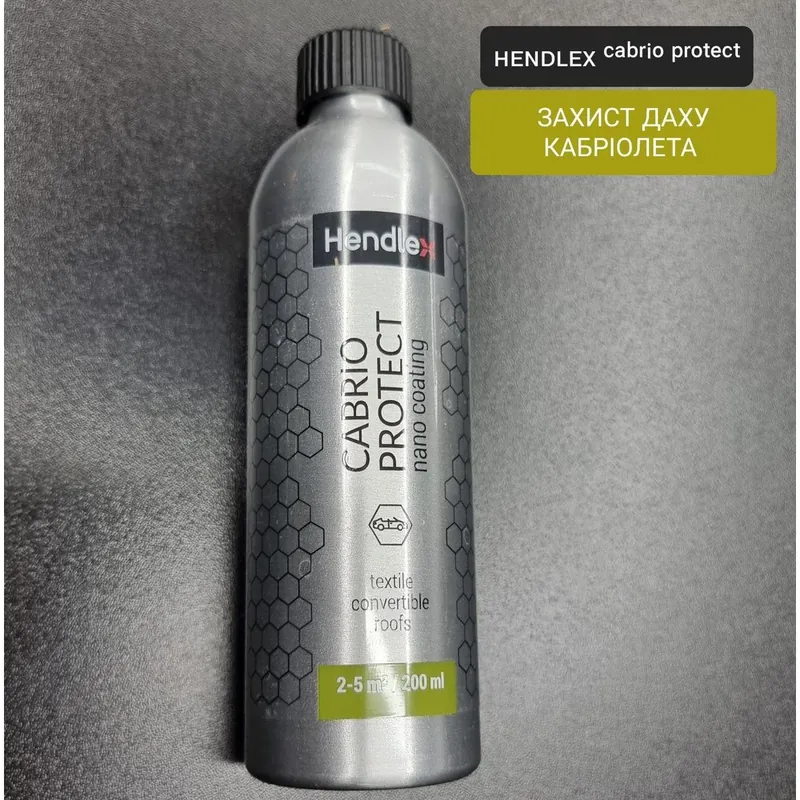 HENDLEX cabrio protect
ЗАХИСТ ДАХУ
КАБРІОЛЕТА
Hendlex
CABRIO
PROTECT
nano coating
textile
convertible
roofs
2-5 m² / 200 ml